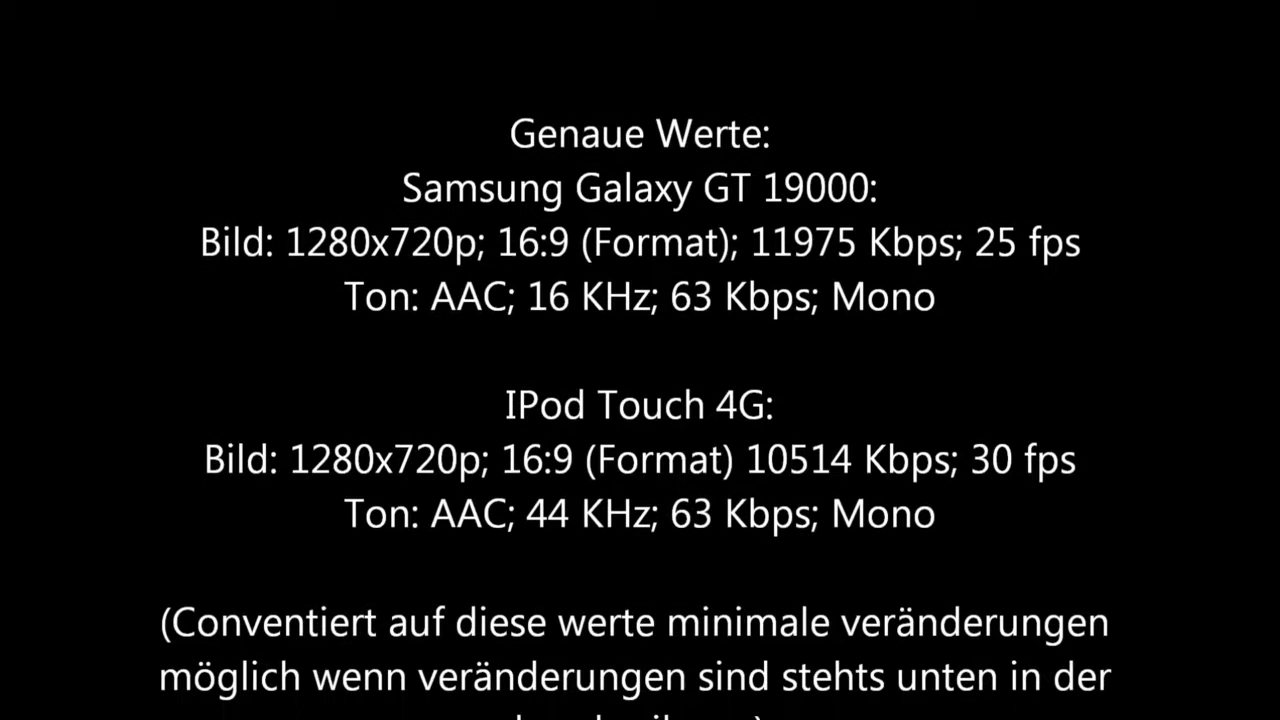 Genaue Werte:
Samsung Galaxy GT 19000:
Bild: 1280x720p; 16:9 (Format); 11975 Kbps; 25 fps
Ton: AAC; 16 KHz; 63 Kbps; Mono
IPod Touch 4G:
Bild: 1280x720p; 16:9 (Format) 10514 Kbps; 30 fps
Ton: AAC; 44 KHz; 63 Kbps; Mono
(Conventiert auf diese werte minimale veränderungen
möglich wenn veränderungen sind stehts unten in der